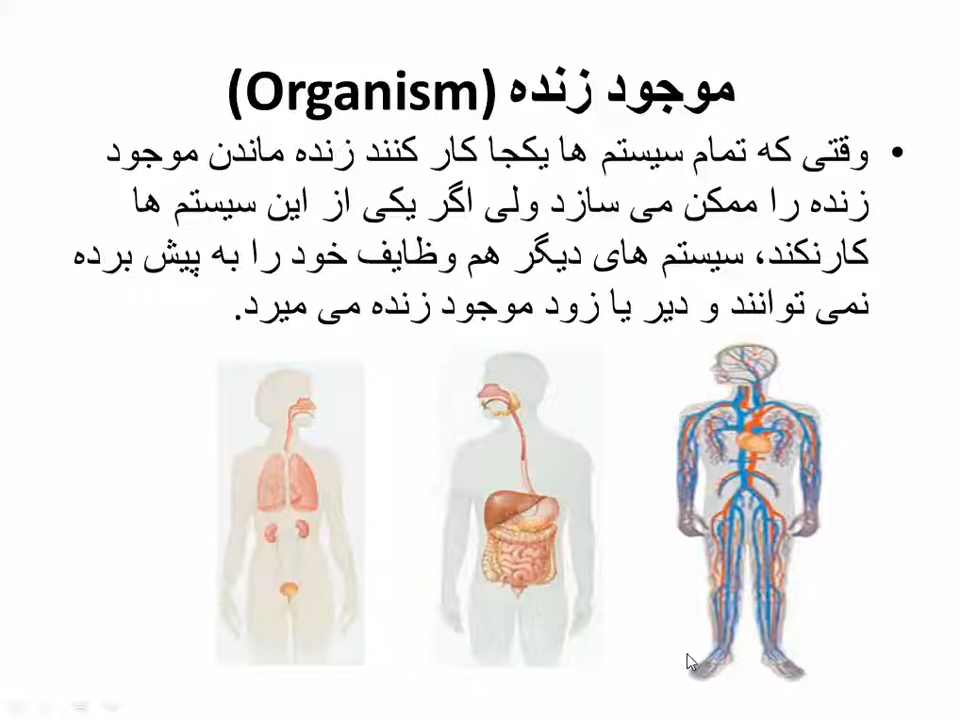 موجود زنده (Organism)
• وقتی که تمام سیستم ها یکجا کار کنند زنده ماندن موجود
زنده را ممکن می سازد ولی اگر یکی از این سیستم ها
کارنکند، سیستم های دیگر هم وظایف خود را به پیش برده
نمی توانند و دیر یا زود موجود زنده می میرد.